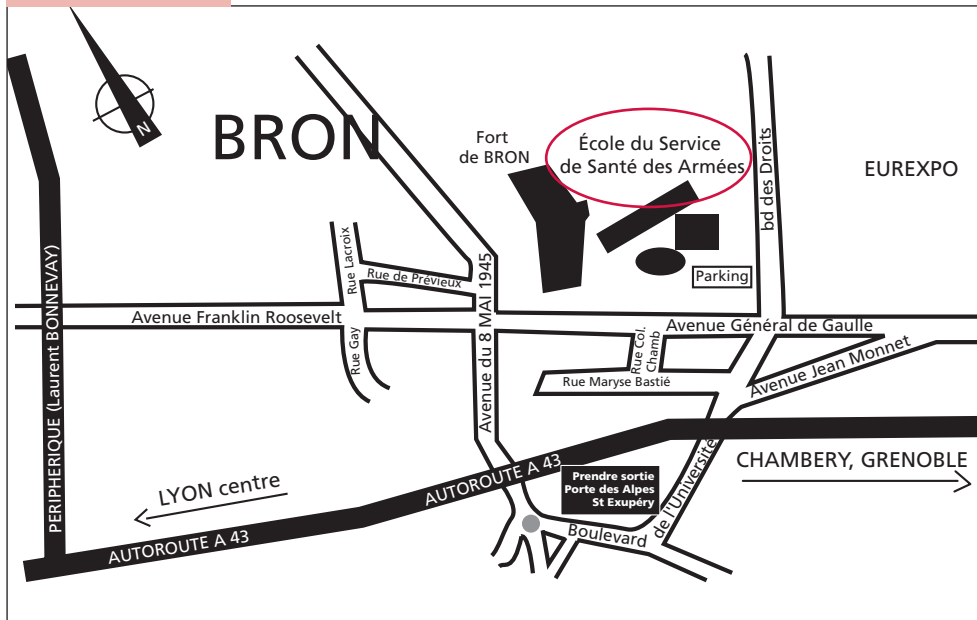 N
BRON
Fort
de BRON
École du Service
de Santé des Armées
bd des Droits
EUREXPO
PERIPHERIQUE (Laurent BONNEVAY)
Rue Lacroix
Rue de Prévieux
Parking
Avenue Franklin Roosevelt
Avenue du 8 MAI 1945
Avenue Général de Gaulle
Rue Gay
Rue Col.
Chamb
Rue Maryse Bastié
Avenue Jean Monnet
LYON centre
AUTOROUTE A 43
Prendre sortie
Porte des Alpes
St Exupéry
CHAMBERY, GRENOBLE
AUTOROUTE A 43
Boulevard
de l'Université